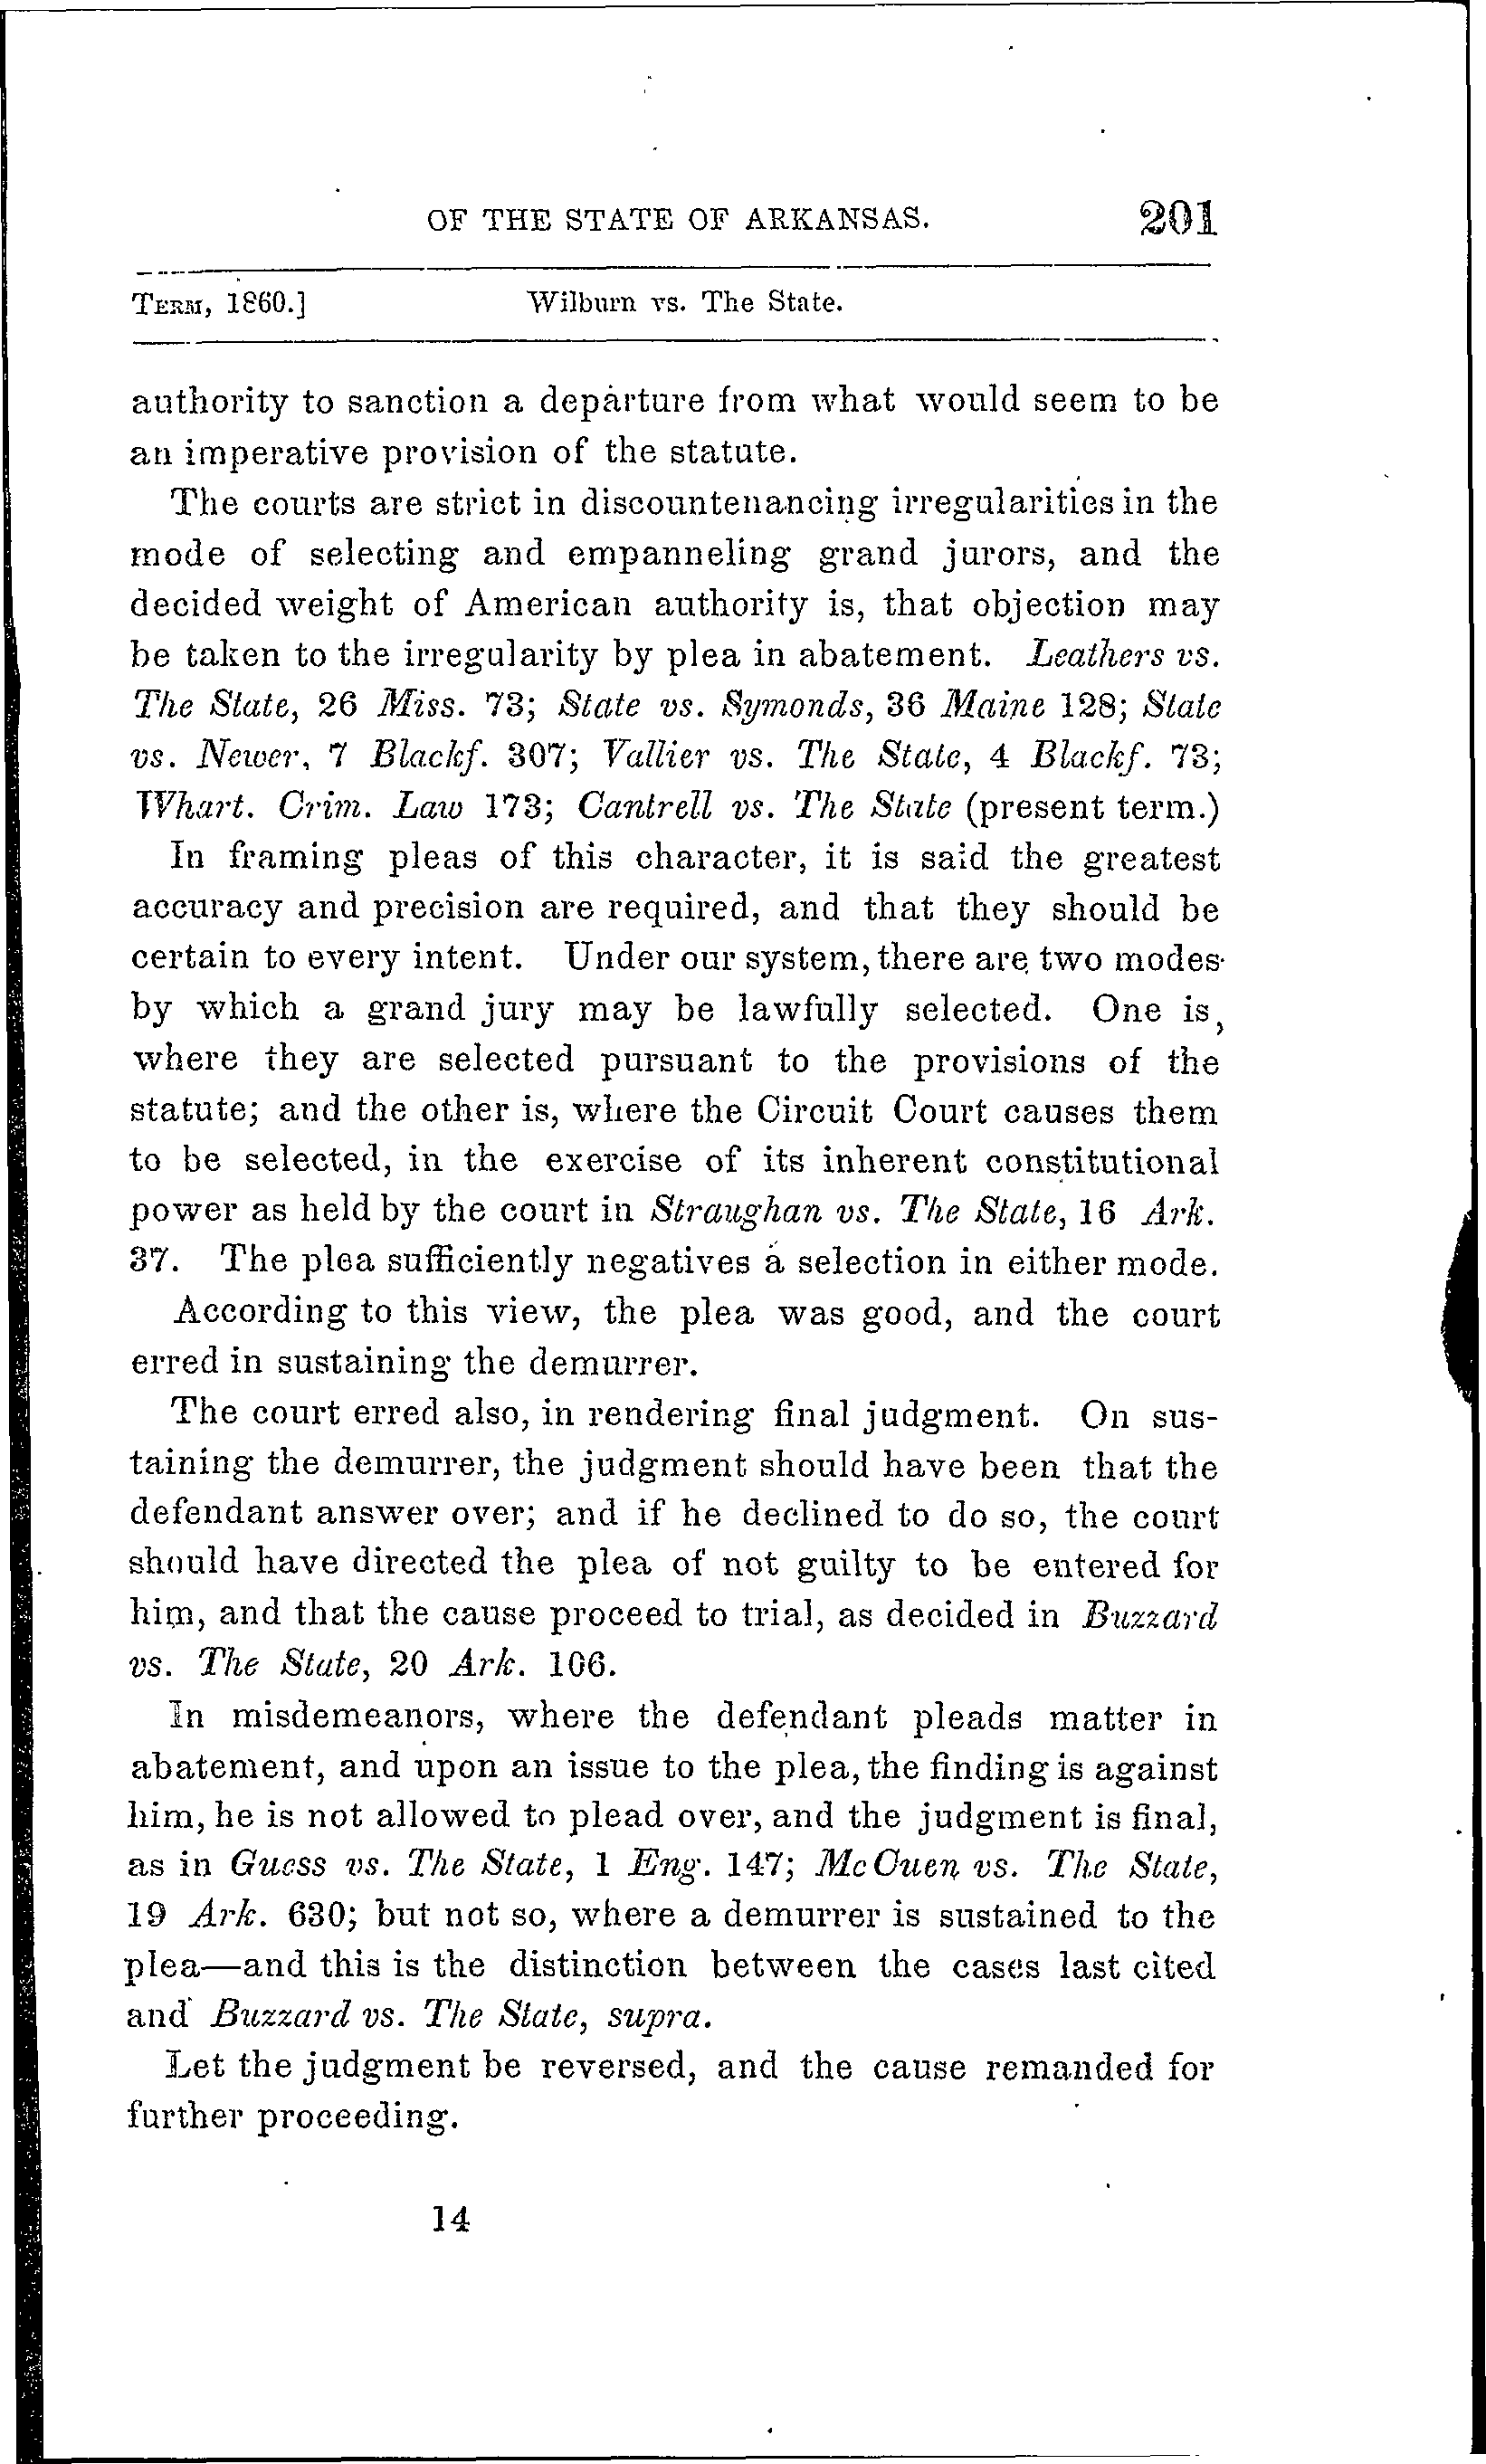 OF THE STATE OF ARKANSAS. 201
TERM, 1860.] Wilburn vs. The State.
authority to sanction a departure from what would seem to be
an imperative provision of the statute.
The courts are strict in discountenancing irregularities in the
mode of selecting and empanneling grand jurors, and the
decided weight of American authority is, that objection may
be taken to the irregularity by plea in abatement. Leathers vs.
The State, 26 Miss. 73; State vs. Symonds, 36 Maine 128; State
vs. Newer, 7 Blackf. 307; Vallier vs. The State, 4 Blackf. 73;
Whart. Crim. Law 173; Cantrell vs. The State (present term.)
In framing pleas of this character, it is said the greatest
accuracy and precision are required, and that they should be
certain to every intent. Under our system, there are two modes
by which a grand jury may be lawfully selected. One is,
where they are selected pursuant to the provisions of the
statute; and the other is, where the Circuit Court causes them
to be selected, in the exercise of its inherent constitutional
power as held by the court in Straughan vs. The State, 16 Ark.
37. The plea sufficiently negatives a selection in either mode.
According to this view, the plea was good, and the court
erred in sustaining the demurrer.
The court erred also, in rendering final judgment. On sus-
taining the demurrer, the judgment should have been that the
defendant answer over; and if he declined to do so, the court
should have directed the plea of not guilty to be entered for
him, and that the cause proceed to trial, as decided in Buzzard
vs. The State, 20 Ark. 106.
In misdemeanors, where the defendant pleads matter in
abatement, and upon an issue to the plea, the finding is against
him, he is not allowed to plead over, and the judgment is final,
as in Guess vs. The State, 1 Eng. 147; McCuen vs. The State,
19 Ark. 630; but not so, where a demurrer is sustained to the
plea—and this is the distinction between the cases last cited
and Buzzard vs. The State, supra.
Let the judgment be reversed, and the cause remanded for
further proceeding.
14